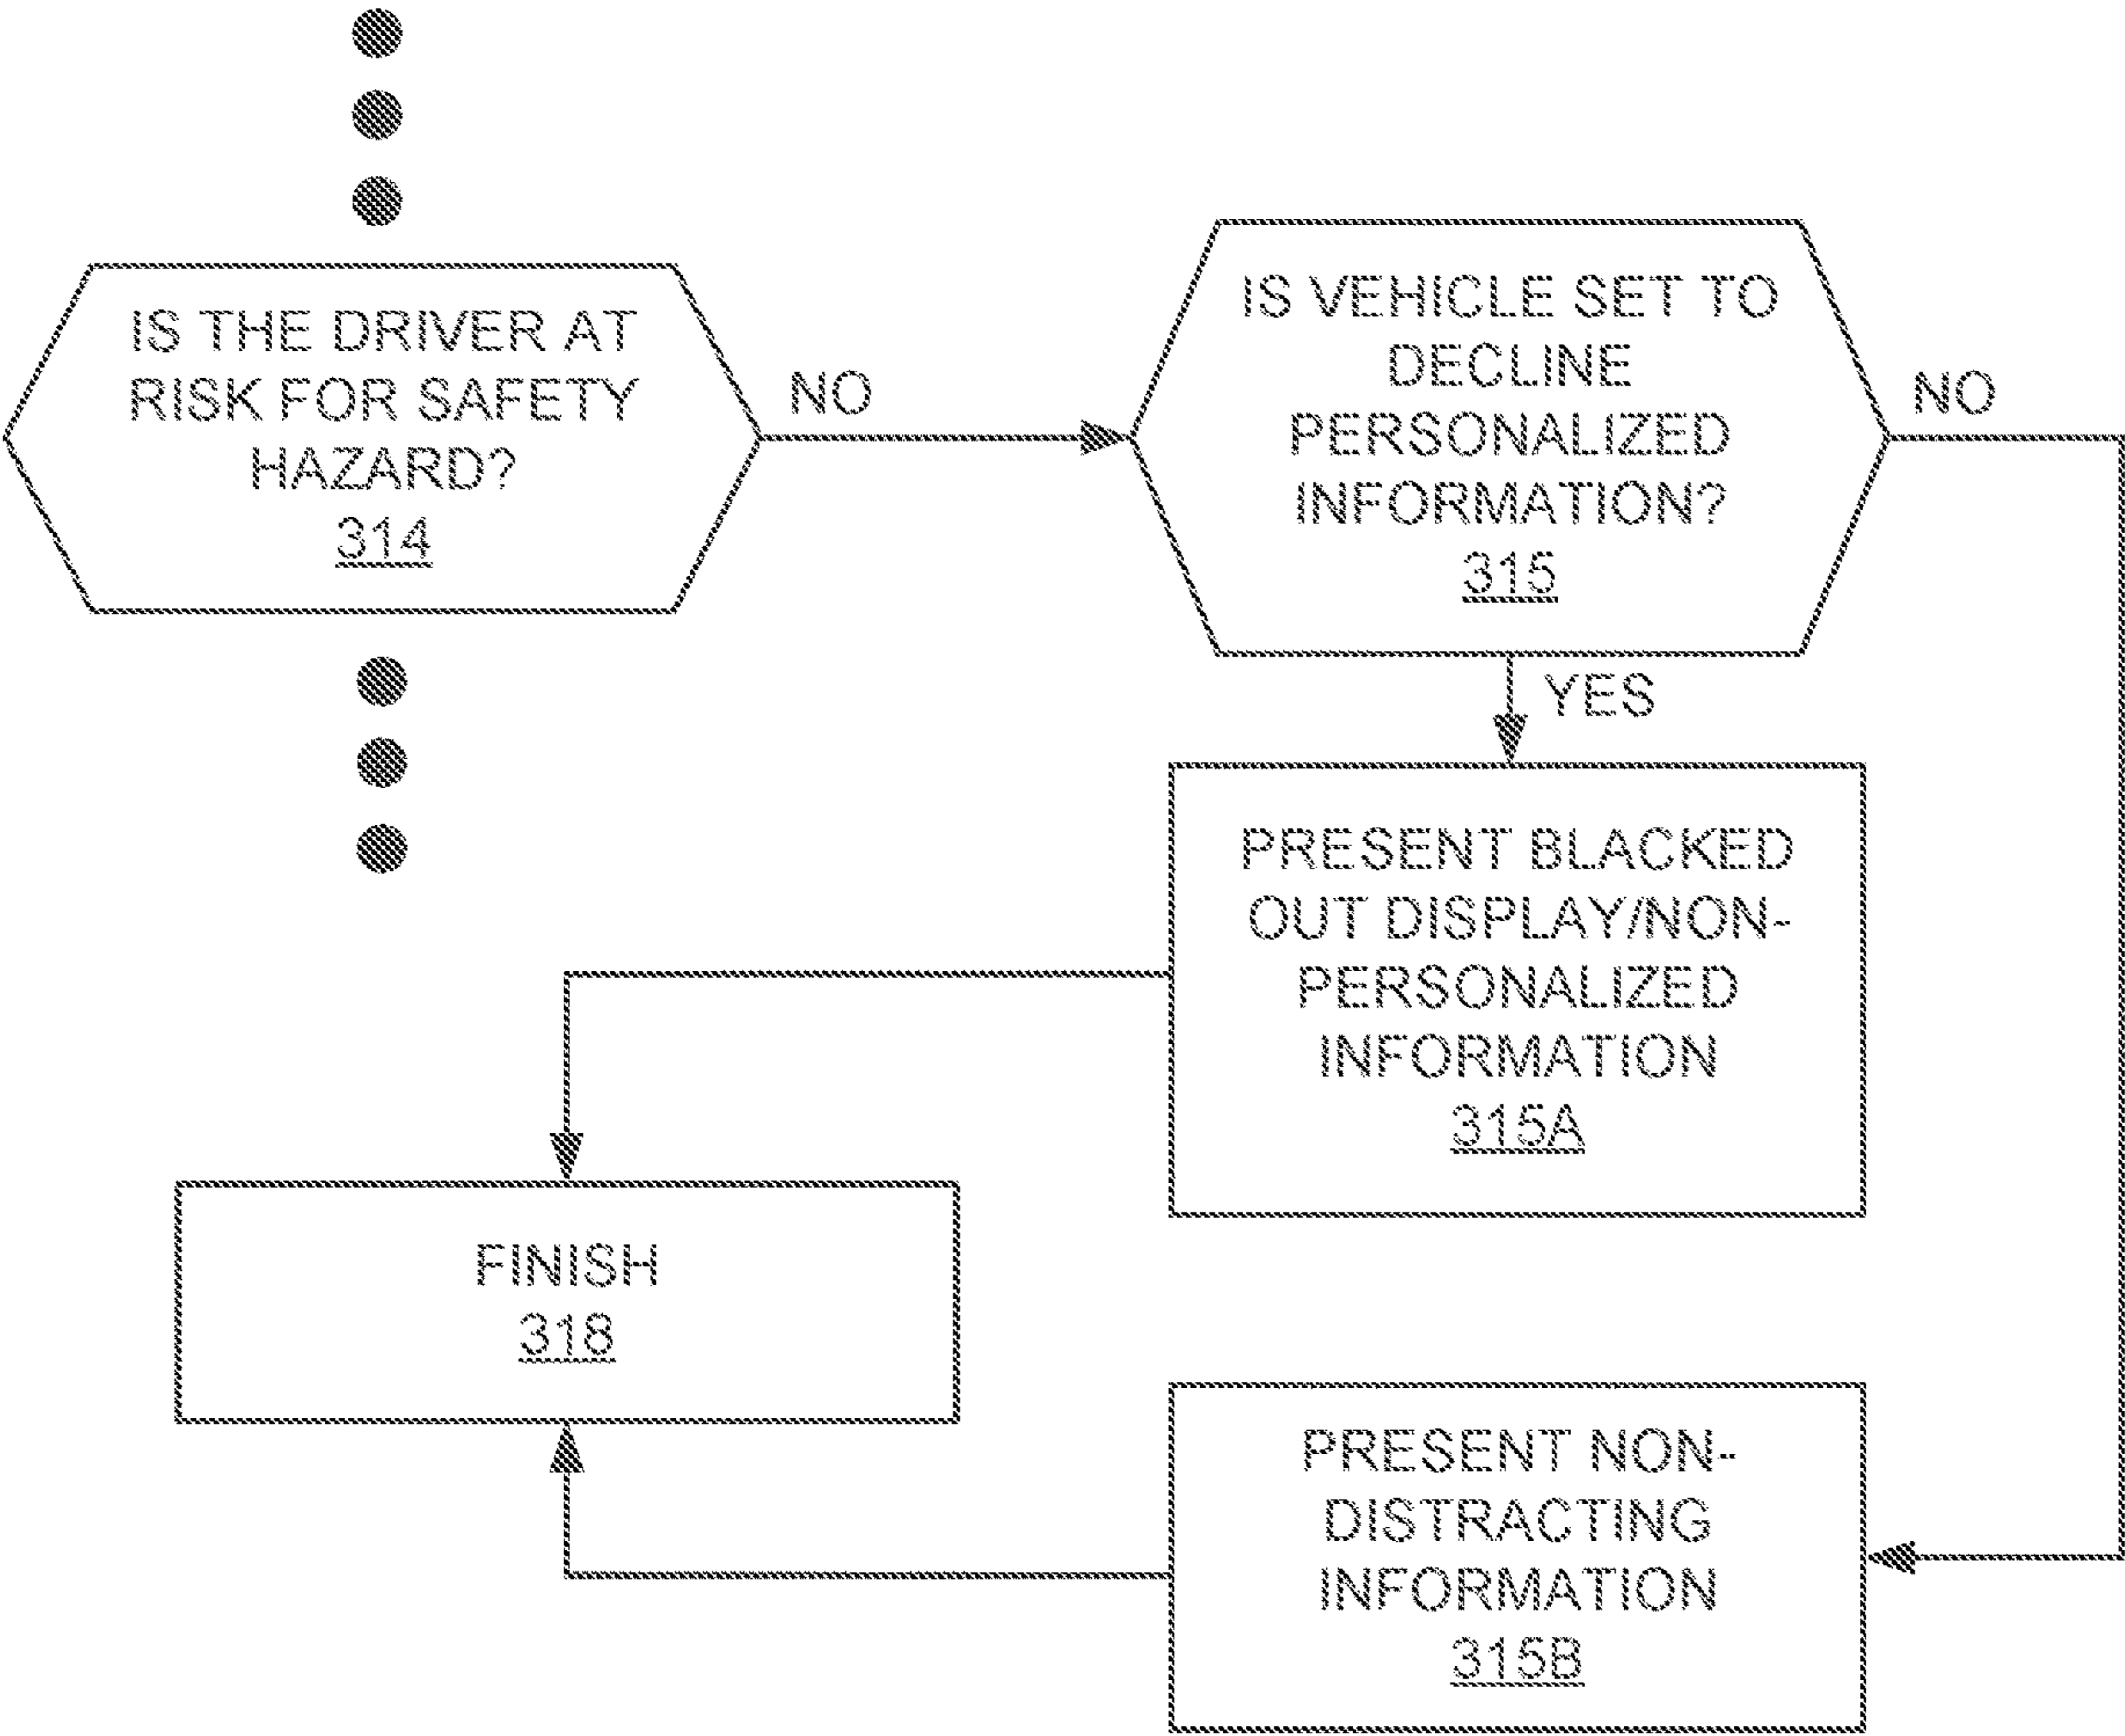 IS THE DRIVER AT
RISK FOR SAFETY
HAZARD?
314
NO
IS VEHICLE SET TO
DECLINE
PERSONALIZED
INFORMATION?
315
NO
YES
PRESENT BLACKED
OUT DISPLAY/NON-
PERSONALIZED
INFORMATION
315A
FINISH
318
PRESENT NON-
DISTRACTING
INFORMATION
315B